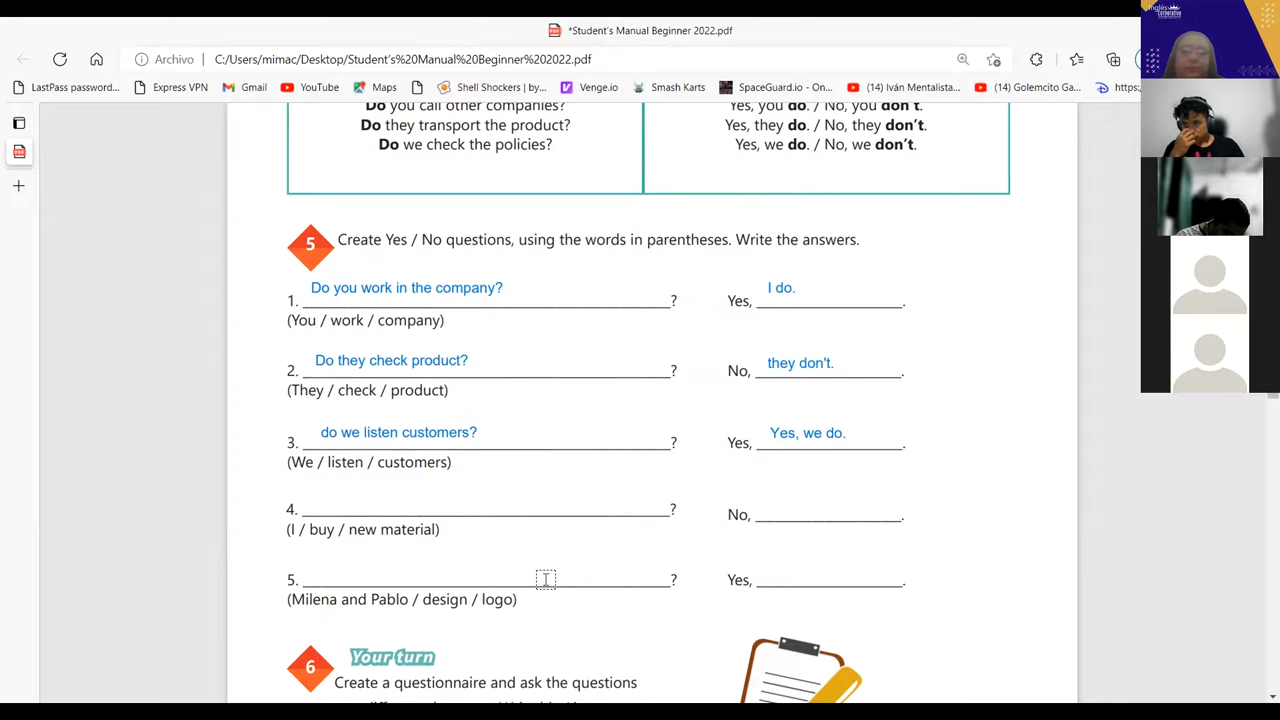 *Student's Manual Beginner 2022.pdf
Archivo C:/Users/mimac/Desktop/Student's%20Manual%20Beginner%202022.pdf
LastPass password... Express VPN Gmail YouTube Maps Shell Shockers | by... Venge.io Smash Karts SpaceGuard.io - On... (14) Iván Mentalista... (14) Golemcito Ga... https:,
Inglés
corporativo
Do you call other companies? Yes, you do. / No, you don't.
Do they transport the product? Yes, they do. / No, they don't.
Do we check the policies? Yes, we do. / No, we don't.
5 Create Yes / No questions, using the words in parentheses. Write the answers.
Do you work in the company? I do.
1. ? Yes, .
(You / work / company)
Do they check product? they don't.
2. ? No, .
(They / check / product)
do we listen customers? Yes, we do.
3. ? Yes, .
(We / listen / customers)
4. ? No, .
(I / buy / new material)
5. ? Yes, .
(Milena and Pablo / design / logo)
6 Your turn
Create a questionnaire and ask the questions